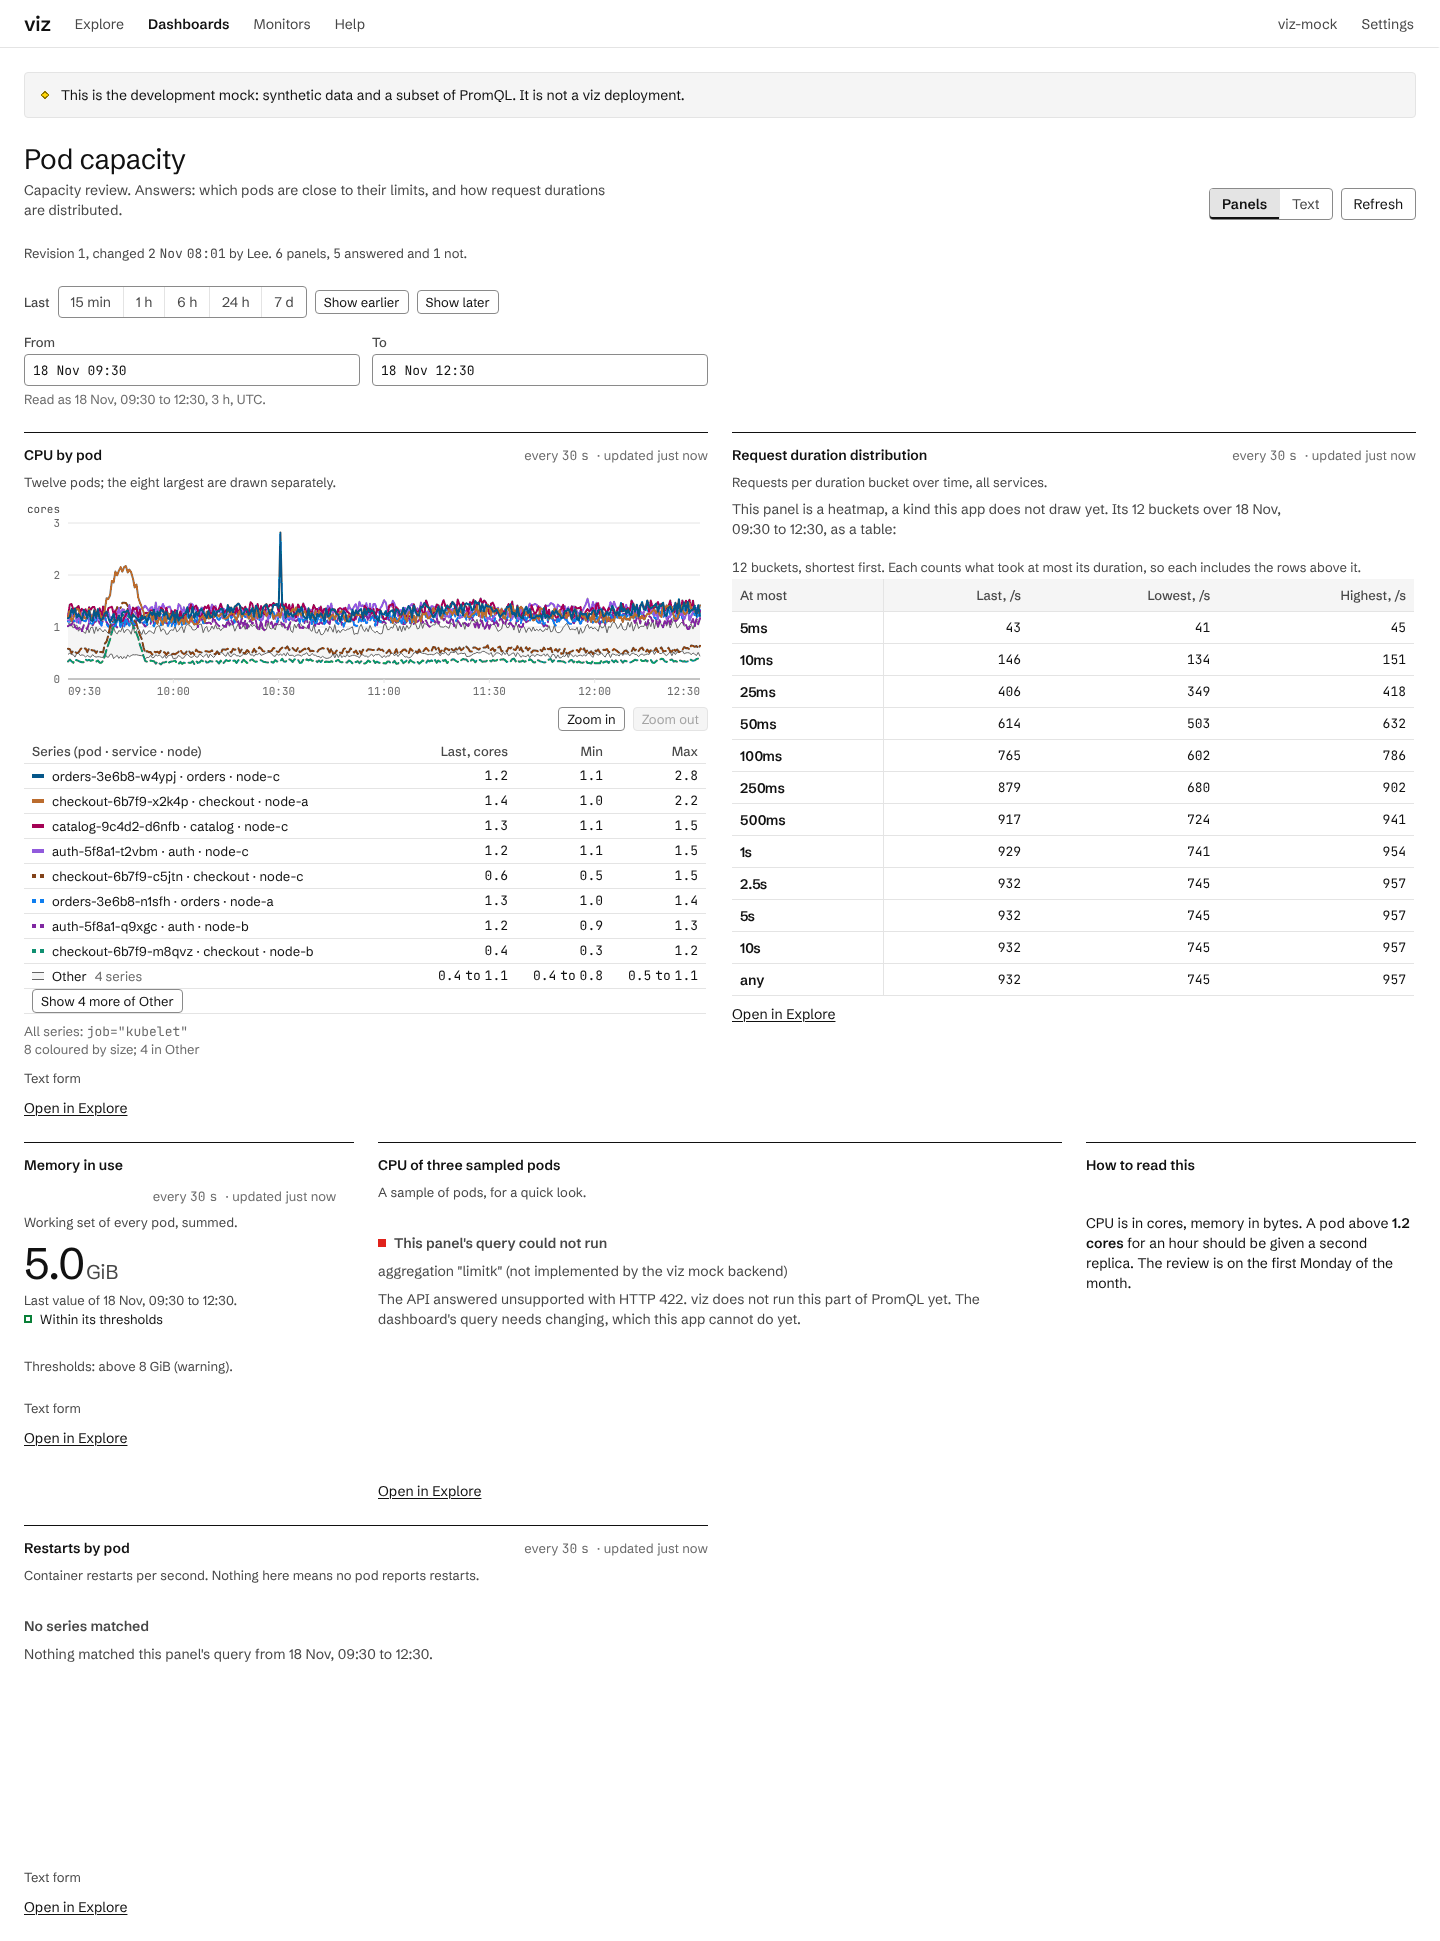 viz Explore Dashboards Monitors Help viz-mock Settings
This is the development mock: synthetic data and a subset of PromQL. It is not a viz deployment.
Pod capacity
Capacity review. Answers: which pods are close to their limits, and how request durations
are distributed.
Panels Text Refresh
Revision 1, changed 2 Nov 08:01 by Lee. 6 panels, 5 answered and 1 not.
Last 15 min 1 h 6 h 24 h 7 d Show earlier Show later
From To
18 Nov 09:30 18 Nov 12:30
Read as 18 Nov, 09:30 to 12:30, 3 h, UTC.
CPU by pod every 30 s · updated just now
Twelve pods; the eight largest are drawn separately.
cores
3
2
1
0
09:30 10:00 10:30 11:00 11:30 12:00 12:30
Zoom in Zoom out
Series (pod · service · node) Last, cores Min Max
orders-3e6b8-w4ypj · orders · node-c 1.2 1.1 2.8
checkout-6b7f9-x2k4p · checkout · node-a 1.4 1.0 2.2
catalog-9c4d2-d6nfb · catalog · node-c 1.3 1.1 1.5
auth-5f8a1-t2vbm · auth · node-c 1.2 1.1 1.5
checkout-6b7f9-c5jtn · checkout · node-c 0.6 0.5 1.5
orders-3e6b8-n1sfh · orders · node-a 1.3 1.0 1.4
auth-5f8a1-q9xgc · auth · node-b 1.2 0.9 1.3
checkout-6b7f9-m8qvz · checkout · node-b 0.4 0.3 1.2
Other 4 series 0.4 to 1.1 0.4 to 0.8 0.5 to 1.1
Show 4 more of Other
All series: job="kubelet"
8 coloured by size; 4 in Other
Text form
Open in Explore
Request duration distribution every 30 s · updated just now
Requests per duration bucket over time, all services.
This panel is a heatmap, a kind this app does not draw yet. Its 12 buckets over 18 Nov,
09:30 to 12:30, as a table:
12 buckets, shortest first. Each counts what took at most its duration, so each includes the rows above it.
At most Last, /s Lowest, /s Highest, /s
5ms 43 41 45
10ms 146 134 151
25ms 406 349 418
50ms 614 503 632
100ms 765 602 786
250ms 879 680 902
500ms 917 724 941
1s 929 741 954
2.5s 932 745 957
5s 932 745 957
10s 932 745 957
any 932 745 957
Open in Explore
Memory in use
every 30 s · updated just now
Working set of every pod, summed.
5.0 GiB
Last value of 18 Nov, 09:30 to 12:30.
Within its thresholds
Thresholds: above 8 GiB (warning).
Text form
Open in Explore
CPU of three sampled pods
A sample of pods, for a quick look.
This panel's query could not run
aggregation "limitk" (not implemented by the viz mock backend)
The API answered unsupported with HTTP 422. viz does not run this part of PromQL yet. The
dashboard's query needs changing, which this app cannot do yet.
Open in Explore
How to read this
CPU is in cores, memory in bytes. A pod above 1.2
cores for an hour should be given a second
replica. The review is on the first Monday of the
month.
Restarts by pod every 30 s · updated just now
Container restarts per second. Nothing here means no pod reports restarts.
No series matched
Nothing matched this panel's query from 18 Nov, 09:30 to 12:30.
Text form
Open in Explore